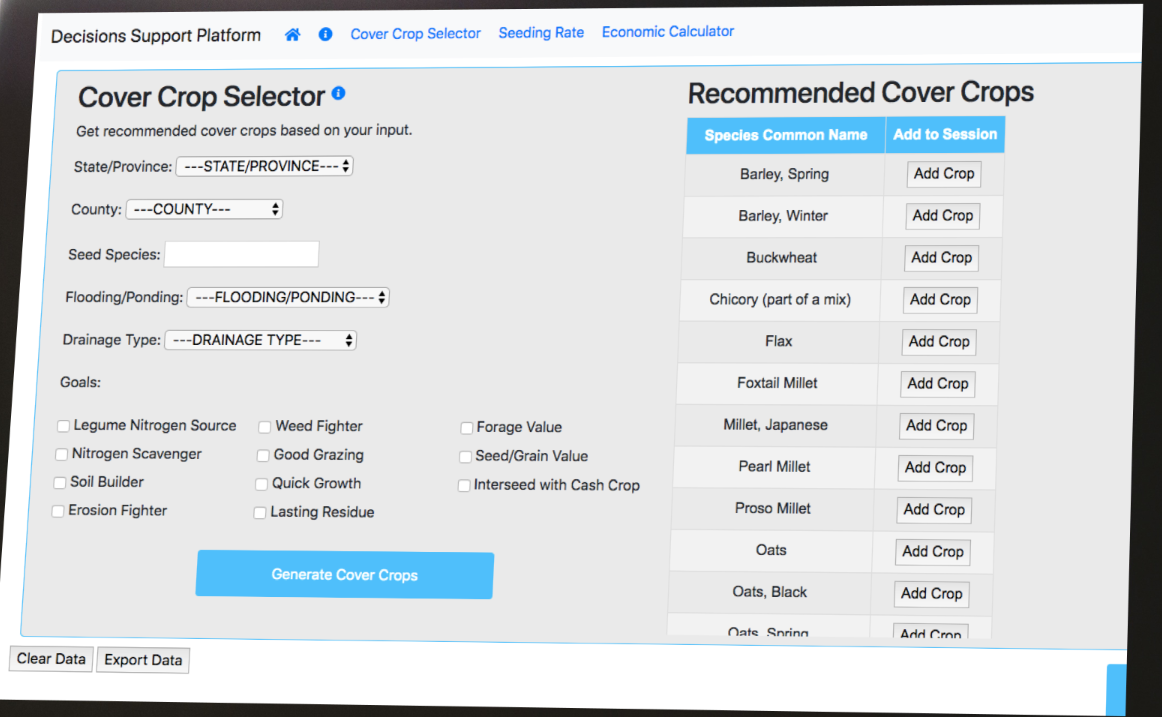 Decisions Support Platform Cover Crop Selector Seeding Rate Economic Calculator
Cover Crop Selector
Get recommended cover crops based on your input.
State/Province: ---STATE/PROVINCE---
County: ---COUNTY---
Seed Species:
Flooding/Ponding: ---FLOODING/PONDING---
Drainage Type: ---DRAINAGE TYPE---
Goals:
Legume Nitrogen Source Weed Fighter Forage Value
Nitrogen Scavenger Good Grazing Seed/Grain Value
Soil Builder Quick Growth Interseed with Cash Crop
Erosion Fighter Lasting Residue
Generate Cover Crops
Recommended Cover Crops
Species Common Name Add to Session
Barley, Spring Add Crop
Barley, Winter Add Crop
Buckwheat Add Crop
Chicory (part of a mix) Add Crop
Flax Add Crop
Foxtail Millet Add Crop
Millet, Japanese Add Crop
Pearl Millet Add Crop
Proso Millet Add Crop
Oats Add Crop
Oats, Black Add Crop
Oats, Spring Add Crop
Clear Data Export Data